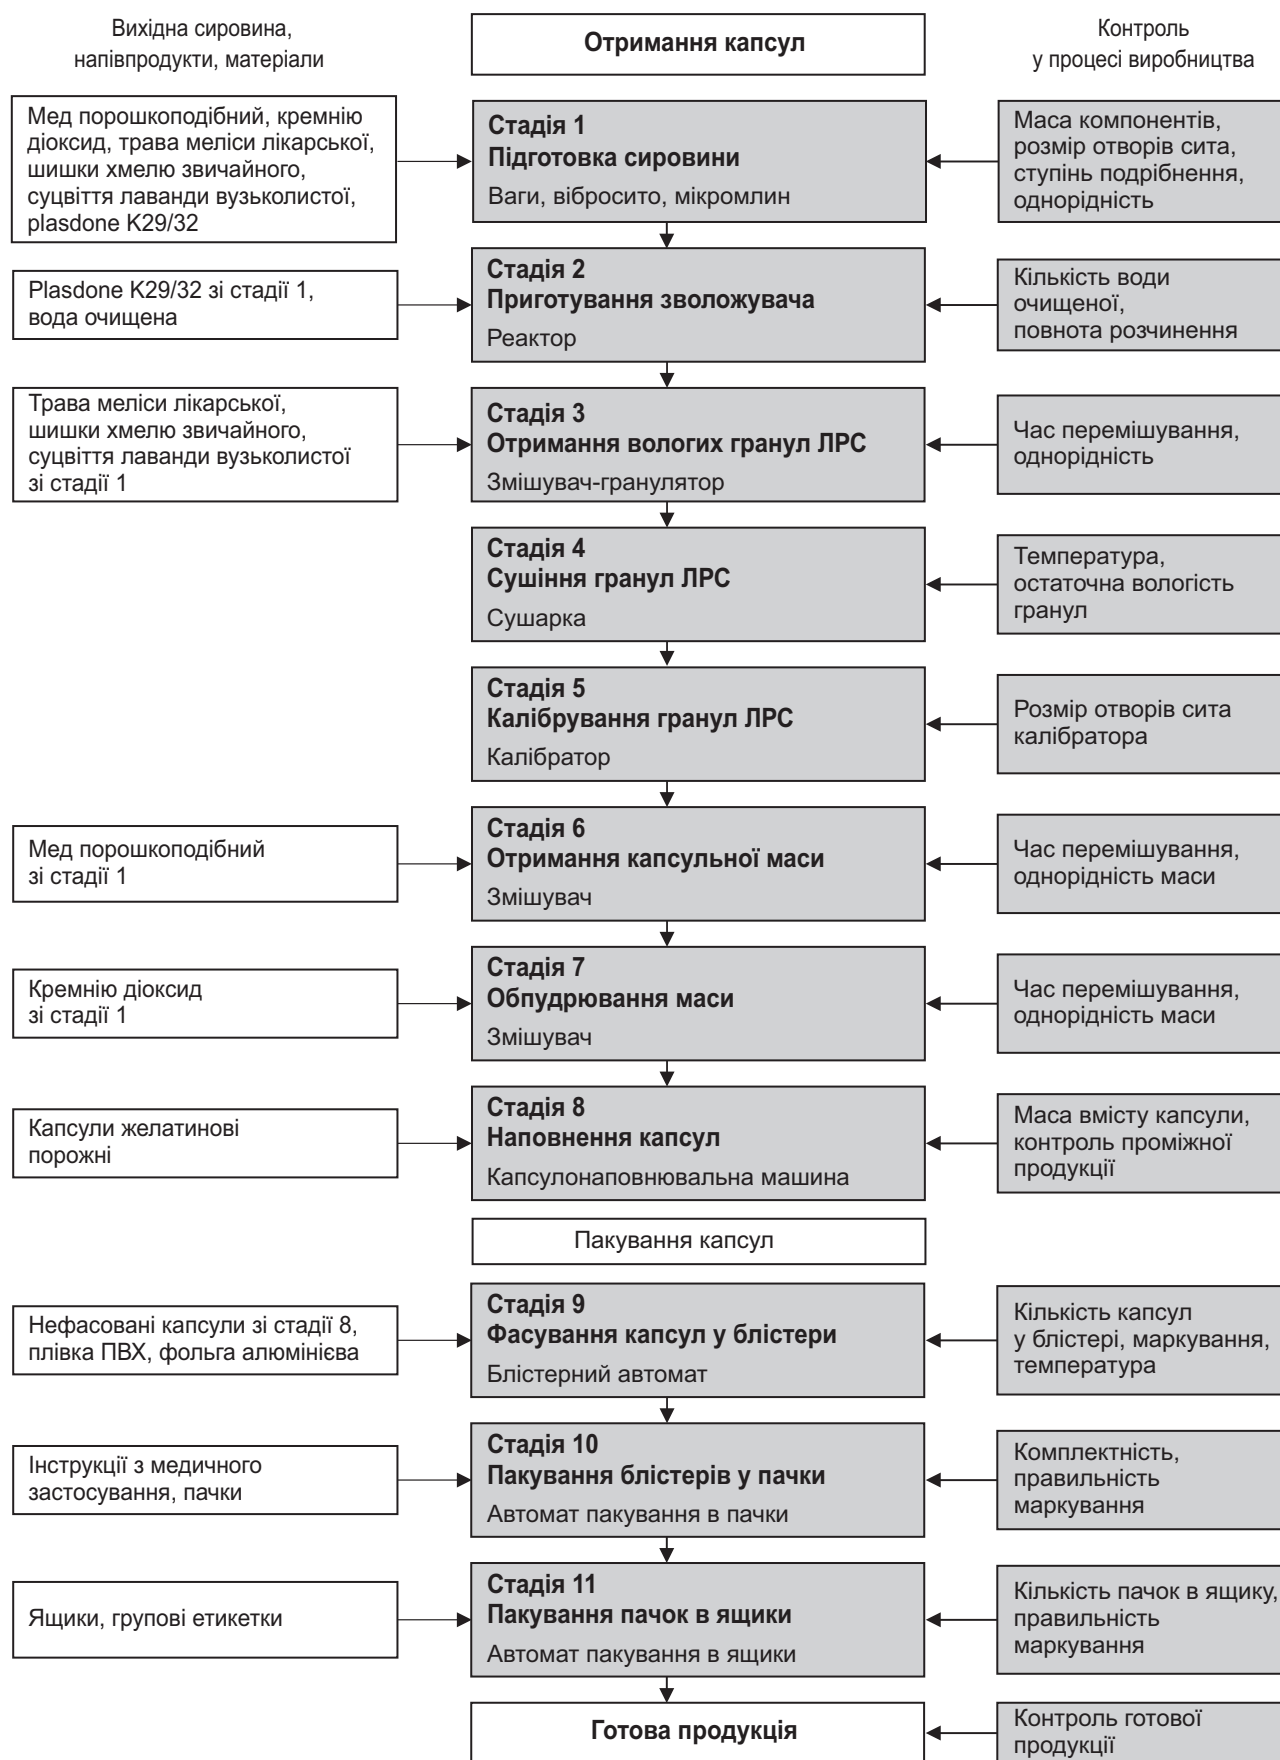 Вихідна сировина,
напівпродукти, матеріали
Отримання капсул
Контроль
у процесі виробництва
Мед порошкоподібний, кремнію
діоксид, трава меліси лікарської,
шишки хмелю звичайного,
суцвіття лаванди вузьколистої,
plasdone K29/32
Стадія 1
Підготовка сировини
Ваги, вібросито, мікромлин
Маса компонентів,
розмір отворів сита,
ступінь подрібнення,
однорідність
Plasdone K29/32 зі стадії 1,
вода очищена
Стадія 2
Приготування зволожувача
Реактор
Кількість води
очищеної,
повнота розчинення
Трава меліси лікарської,
шишки хмелю звичайного,
суцвіття лаванди вузьколистої
зі стадії 1
Стадія 3
Отримання вологих гранул ЛРС
Змішувач-гранулятор
Час перемішування,
однорідність
Стадія 4
Сушіння гранул ЛРС
Сушарка
Температура,
остаточна вологість
гранул
Стадія 5
Калібрування гранул ЛРС
Калібратор
Розмір отворів сита
калібратора
Мед порошкоподібний
зі стадії 1
Стадія 6
Отримання капсульної маси
Змішувач
Час перемішування,
однорідність маси
Кремнію діоксид
зі стадії 1
Стадія 7
Обпудрювання маси
Змішувач
Час перемішування,
однорідність маси
Капсули желатинові
порожні
Стадія 8
Наповнення капсул
Капсулонаповнювальна машина
Маса вмісту капсули,
контроль проміжної
продукції
Пакування капсул
Нефасовані капсули зі стадії 8,
плівка ПВХ, фольга алюмінієва
Стадія 9
Фасування капсул у блістери
Блістерний автомат
Кількість капсул
у блістері, маркування,
температура
Інструкції з медичного
застосування, пачки
Стадія 10
Пакування блістерів у пачки
Автомат пакування в пачки
Комплектність,
правильність
маркування
Ящики, групові етикетки
Стадія 11
Пакування пачок в ящики
Автомат пакування в ящики
Кількість пачок в ящику,
правильність
маркування
Готова продукція
Контроль готової
продукції